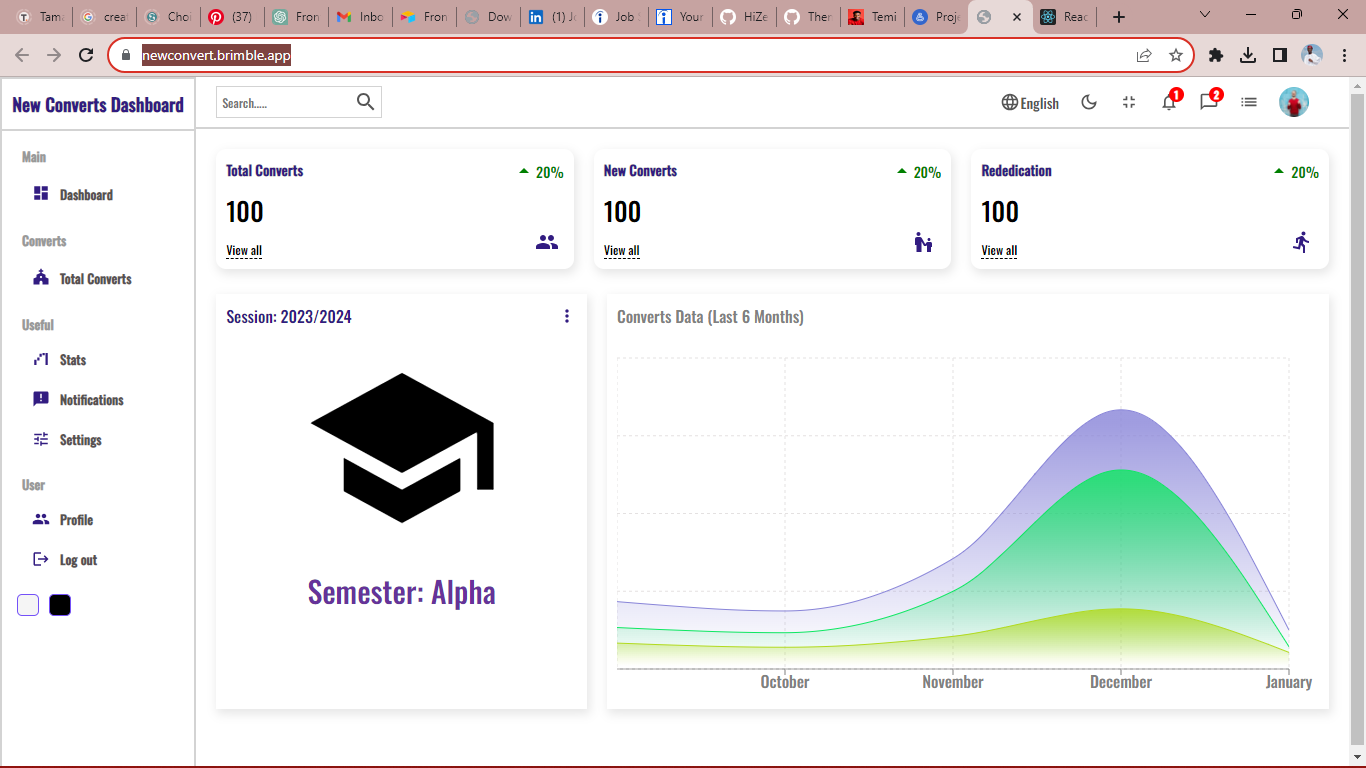 Tama
creat
Choi
(37)
Fron
Inbo
Fron
Dow
(1) Jo
Job S
Your
HiZe
Then
Temi
Proje
Reac
newconvert.brimble.app
New Converts Dashboard
Search.....
English
1
2
Main
Dashboard
Converts
Total Converts
Useful
Stats
Notifications
Settings
User
Profile
Log out
Total Converts
20%
100
View all
New Converts
20%
100
View all
Rededication
20%
100
View all
Session: 2023/2024
Semester: Alpha
Converts Data (Last 6 Months)
October
November
December
January